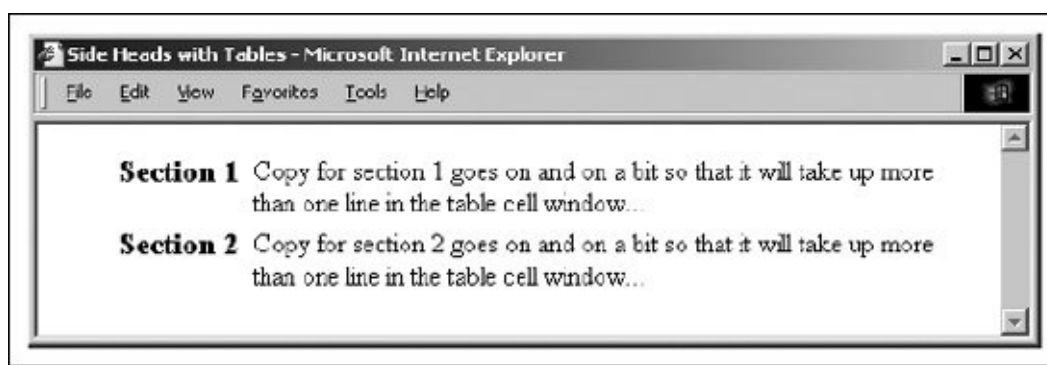 Side Heads with Tables - Microsoft Internet Explorer
File Edit View Favorites Tools Help
Section 1 Copy for section 1 goes on and on a bit so that it will take up more
than one line in the table cell window...
Section 2 Copy for section 2 goes on and on a bit so that it will take up more
than one line in the table cell window...